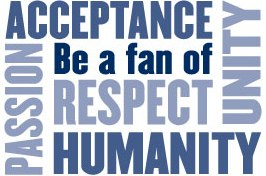 ACCEPTANCE
PASSION
Be a fan of
RESPECT
HUMANITY
UNITY